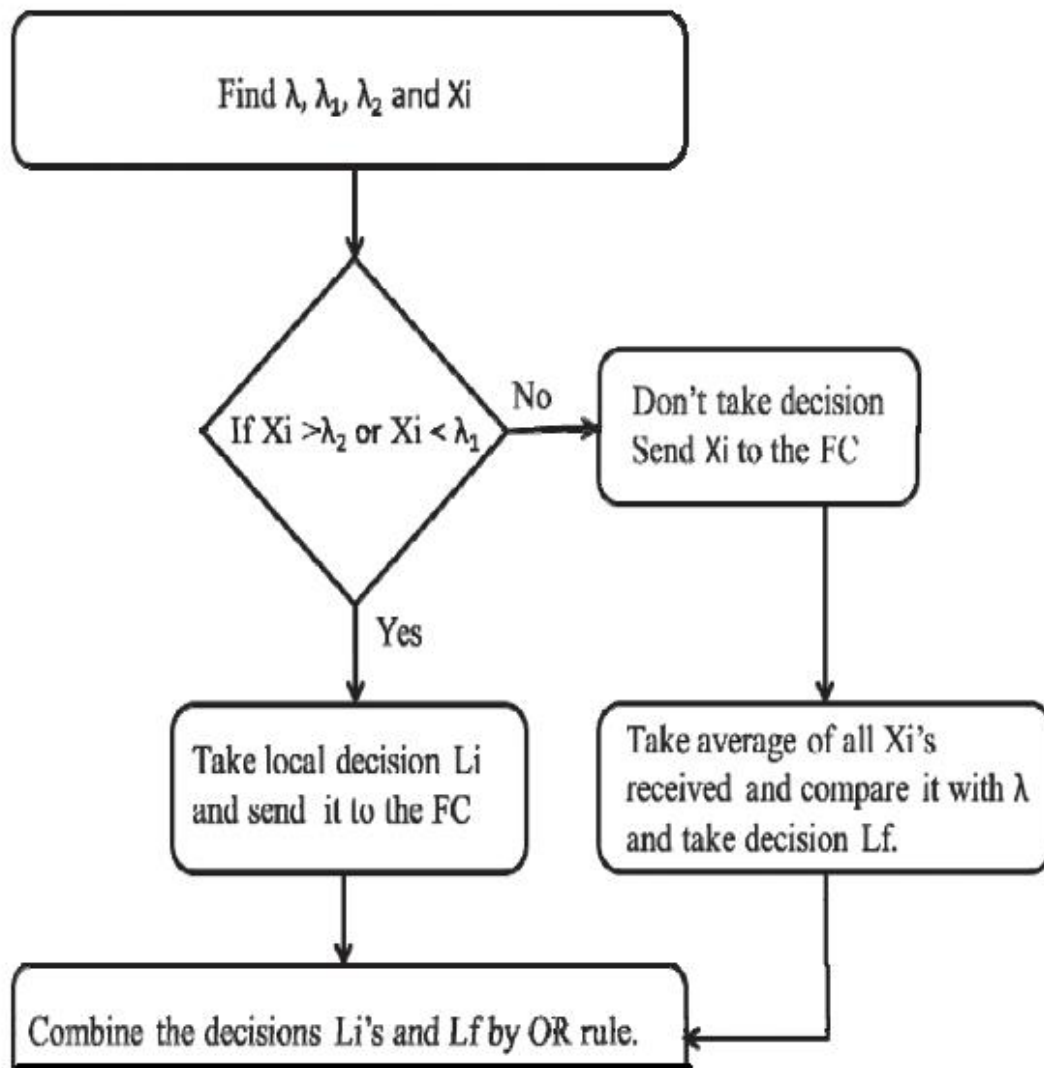 Find λ, λ₁, λ₂ and Xi
If Xi >λ₂ or Xi < λ₁
No
Don't take decision
Send Xi to the FC
Yes
Take local decision Li
and send it to the FC
Take average of all Xi's
received and compare it with λ
and take decision Lf.
Combine the decisions Li's and Lf by OR rule.